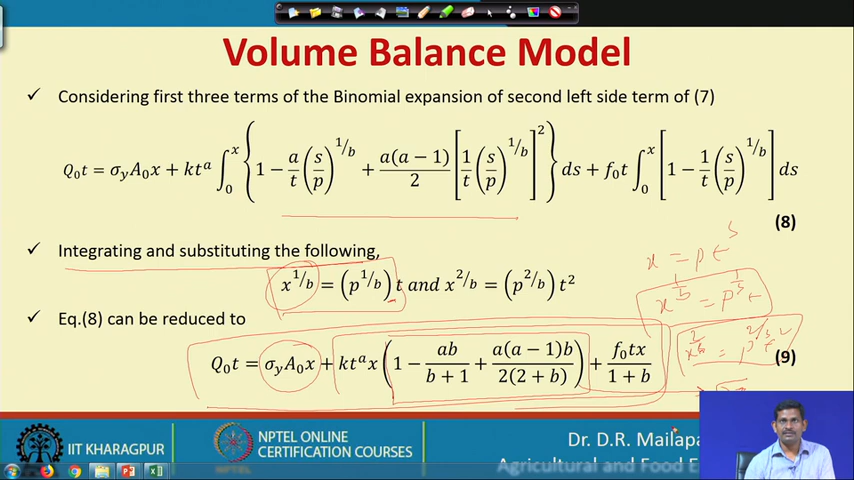 Volume Balance Model
✓ Considering first three terms of the Binomial expansion of second left side term of (7)
Q₀t = σ_yA₀x + kt^a ∫₀ˣ {1 − a/t (s/p)^(1/b) + a(a − 1)/2 [1/t (s/p)^(1/b)]²} ds + f₀t ∫₀ˣ [1 − 1/t (s/p)^(1/b)] ds
(8)
✓ Integrating and substituting the following,
x^(1/b) = (p^(1/b)) t and x^(2/b) = (p^(2/b)) t²
✓ Eq.(8) can be reduced to
Q₀t = σ_yA₀x + kt^a x (1 − ab/(b + 1) + a(a − 1)b/(2(2 + b))) + f₀tx/(1 + b)
(9)
IIT KHARAGPUR
NPTEL ONLINE
CERTIFICATION COURSES
Dr. D.R. Mailapa
Agricultural and Food E